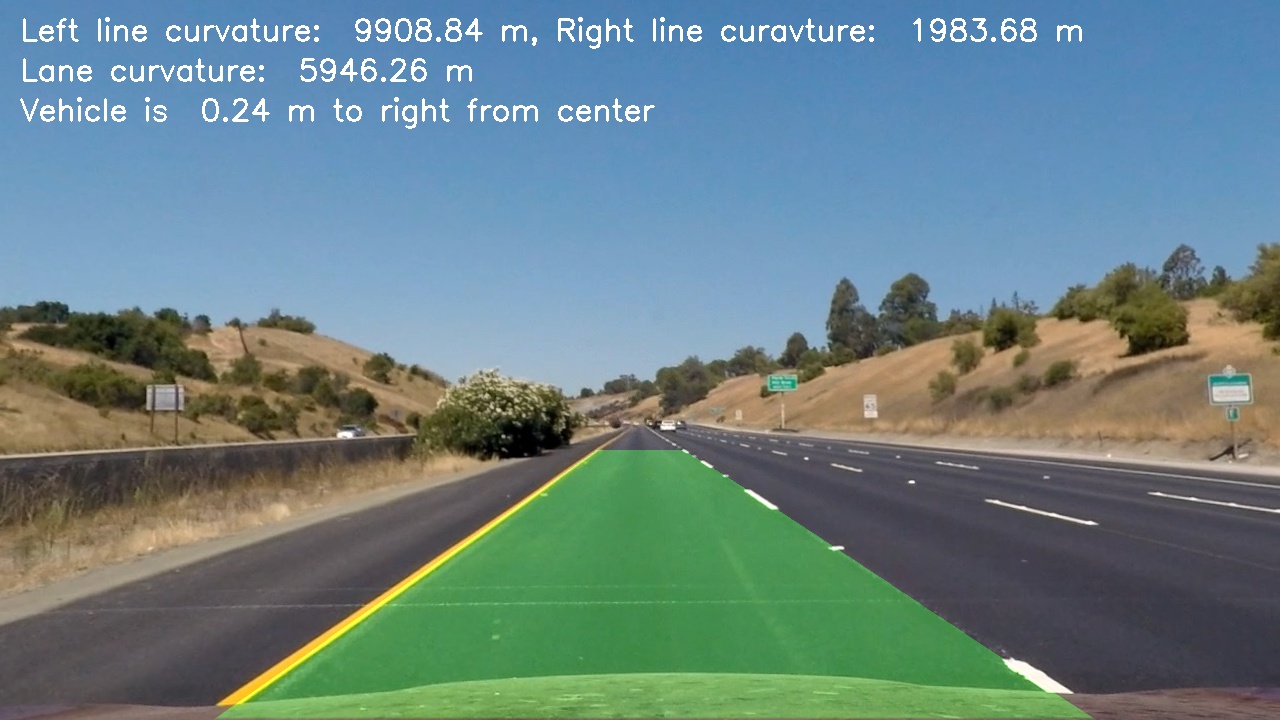 Left line curvature: 9908.84 m, Right line curavture: 1983.68 m
Lane curvature: 5946.26 m
Vehicle is 0.24 m to right from center